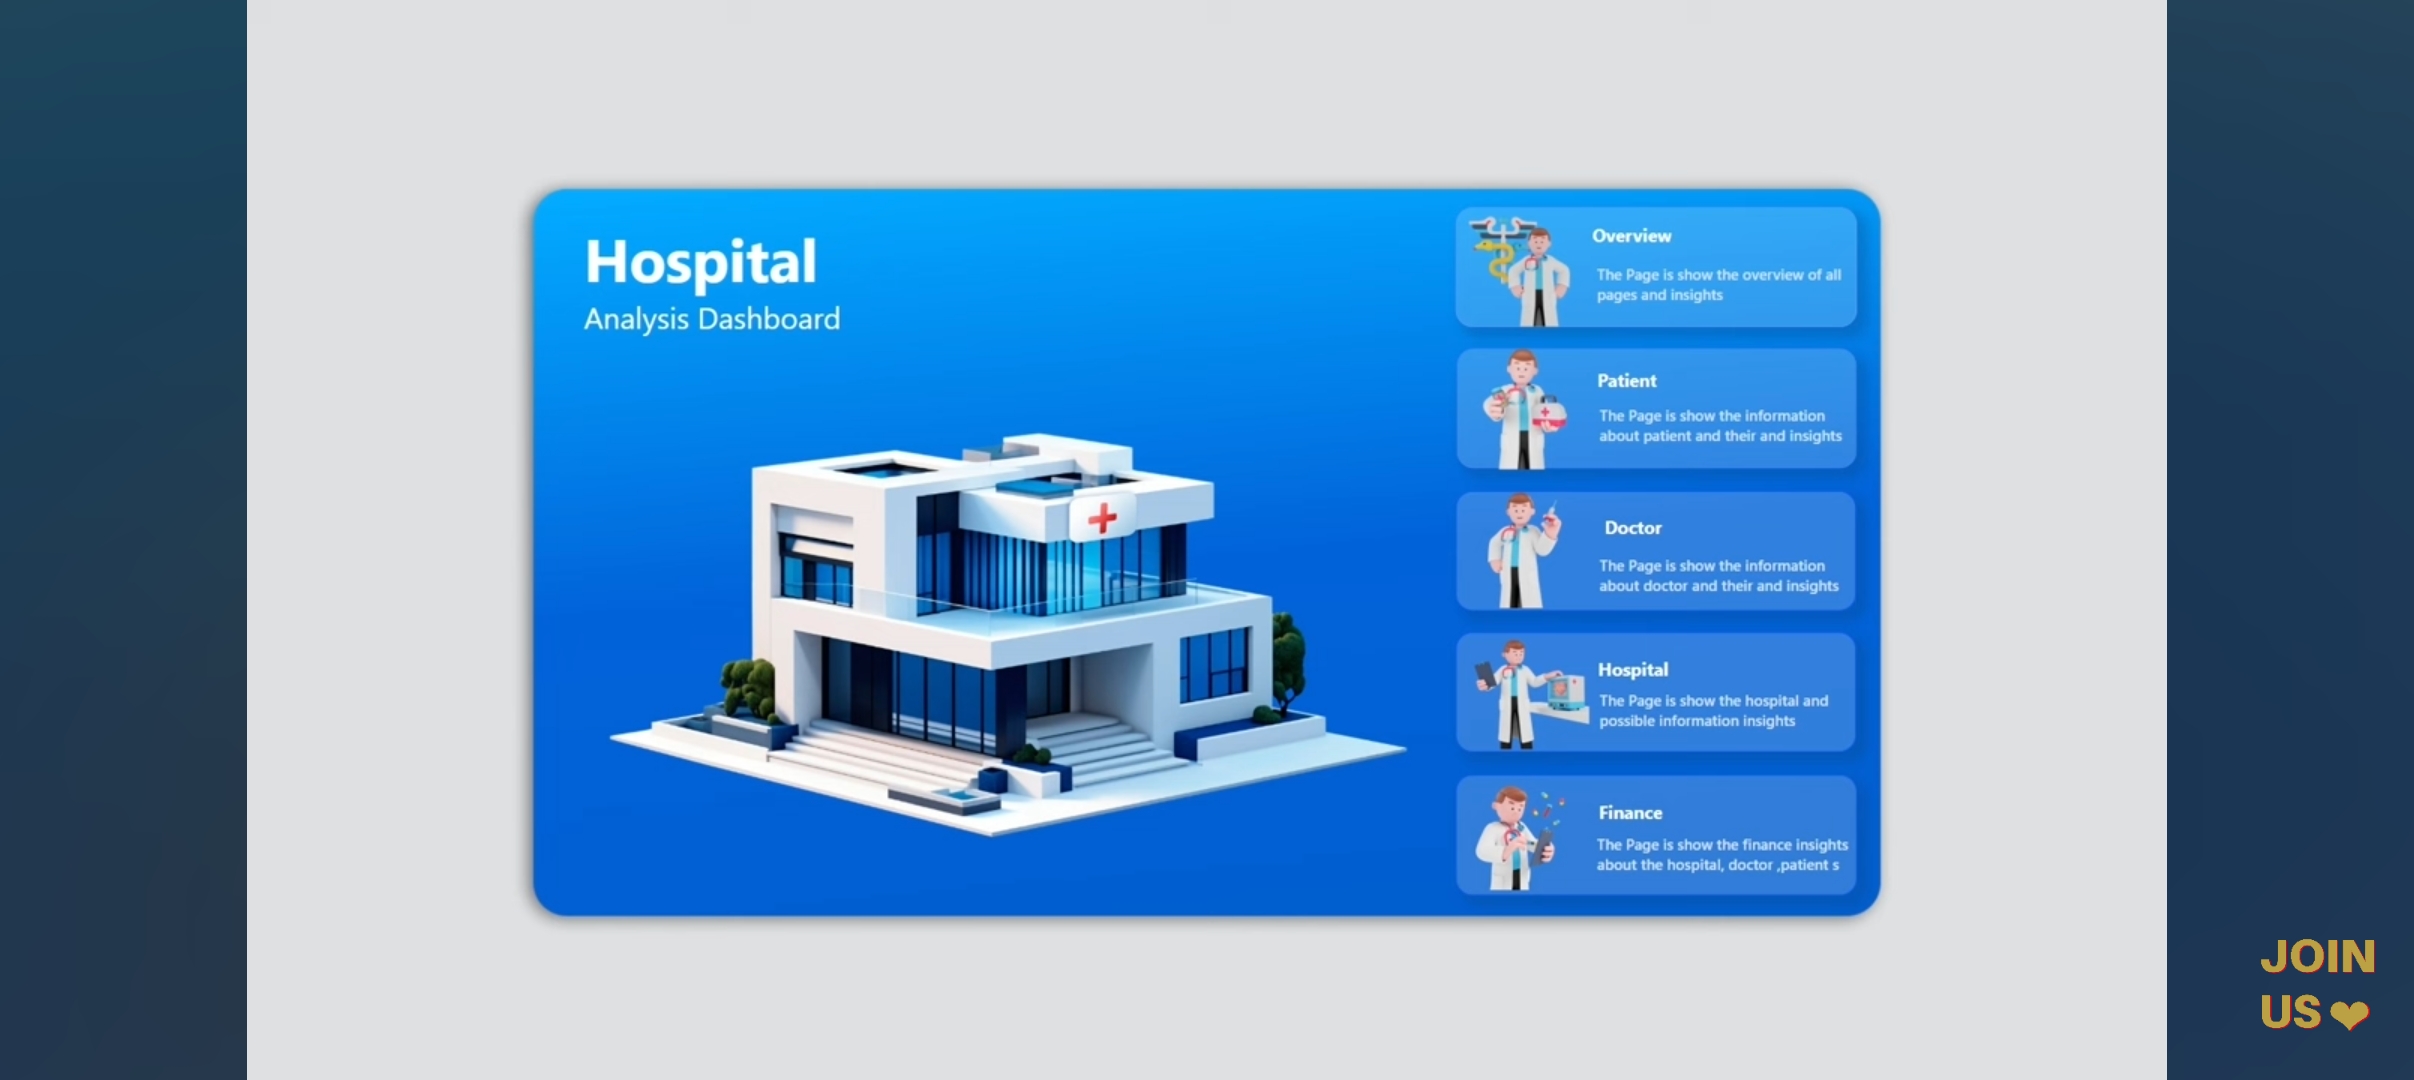 Hospital
Analysis Dashboard
Overview
The Page is show the overview of all
pages and insights
Patient
The Page is show the information
about patient and their and insights
Doctor
The Page is show the information
about doctor and their and insights
Hospital
The Page is show the hospital and
possible information insights
Finance
The Page is show the finance insights
about the hospital, doctor ,patient s
JOIN
US❤